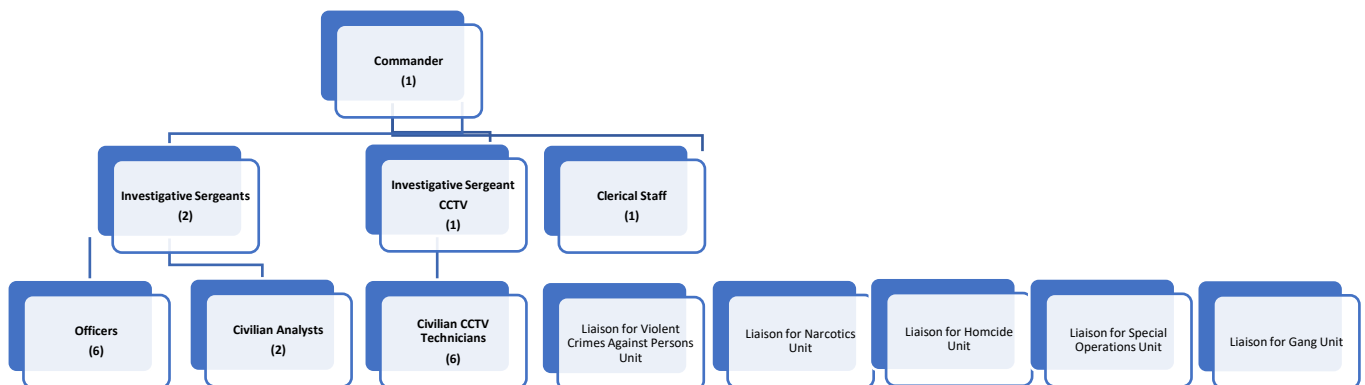 Commander
(1)
Investigative Sergeants
(2)
Investigative Sergeant
CCTV
(1)
Clerical Staff
(1)
Officers
(6)
Civilian Analysts
(2)
Civilian CCTV
Technicians
(6)
Liaison for Violent
Crimes Against Persons
Unit
Liaison for Narcotics
Unit
Liaison for Homcide
Unit
Liaison for Special
Operations Unit
Liaison for Gang Unit